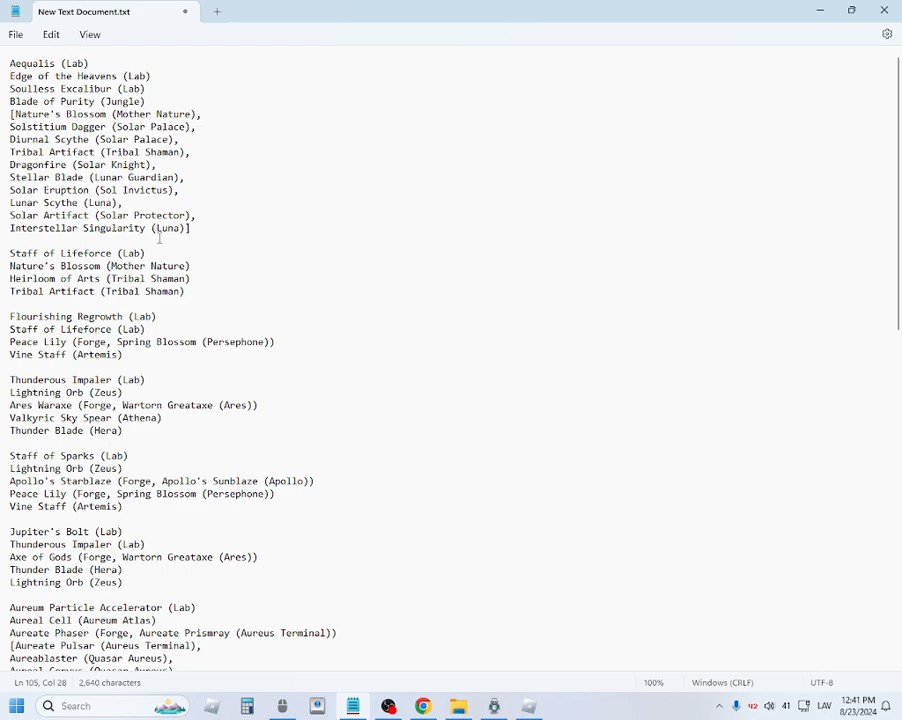 New Text Document.txt
File Edit View
Aequalis (Lab)
Edge of the Heavens (Lab)
Soulless Excalibur (Lab)
Blade of Purity (Jungle)
[Nature's Blossom (Mother Nature),
Solstitium Dagger (Solar Palace),
Diurnal Scythe (Solar Palace),
Tribal Artifact (Tribal Shaman),
Dragonfire (Solar Knight),
Stellar Blade (Lunar Guardian),
Solar Eruption (Sol Invictus),
Lunar Scythe (Luna),
Solar Artifact (Solar Protector),
Interstellar Singularity (Luna)]
Staff of Lifeforce (Lab)
Nature's Blossom (Mother Nature)
Heirloom of Arts (Tribal Shaman)
Tribal Artifact (Tribal Shaman)
Flourishing Regrowth (Lab)
Staff of Lifeforce (Lab)
Peace Lily (Forge, Spring Blossom (Persephone))
Vine Staff (Artemis)
Thunderous Impaler (Lab)
Lightning Orb (Zeus)
Ares Waraxe (Forge, Wartorn Greataxe (Ares))
Valkyric Sky Spear (Athena)
Thunder Blade (Hera)
Staff of Sparks (Lab)
Lightning Orb (Zeus)
Apollo's Starblaze (Forge, Apollo's Sunblaze (Apollo))
Peace Lily (Forge, Spring Blossom (Persephone))
Vine Staff (Artemis)
Jupiter's Bolt (Lab)
Thunderous Impaler (Lab)
Axe of Gods (Forge, Wartorn Greataxe (Ares))
Thunder Blade (Hera)
Lightning Orb (Zeus)
Aureum Particle Accelerator (Lab)
Aureal Cell (Aureum Atlas)
Aureate Phaser (Forge, Aureate Prismray (Aureus Terminal))
[Aureate Pulsar (Aureus Terminal),
Aureablaster (Quasar Aureus),
Aureal Corvus (Quasar Aureus),
Ln 105, Col 28 2,640 characters 100% Windows (CRLF) UTF-8
Search 42 41 LAV 12:41 PM
8/23/2024